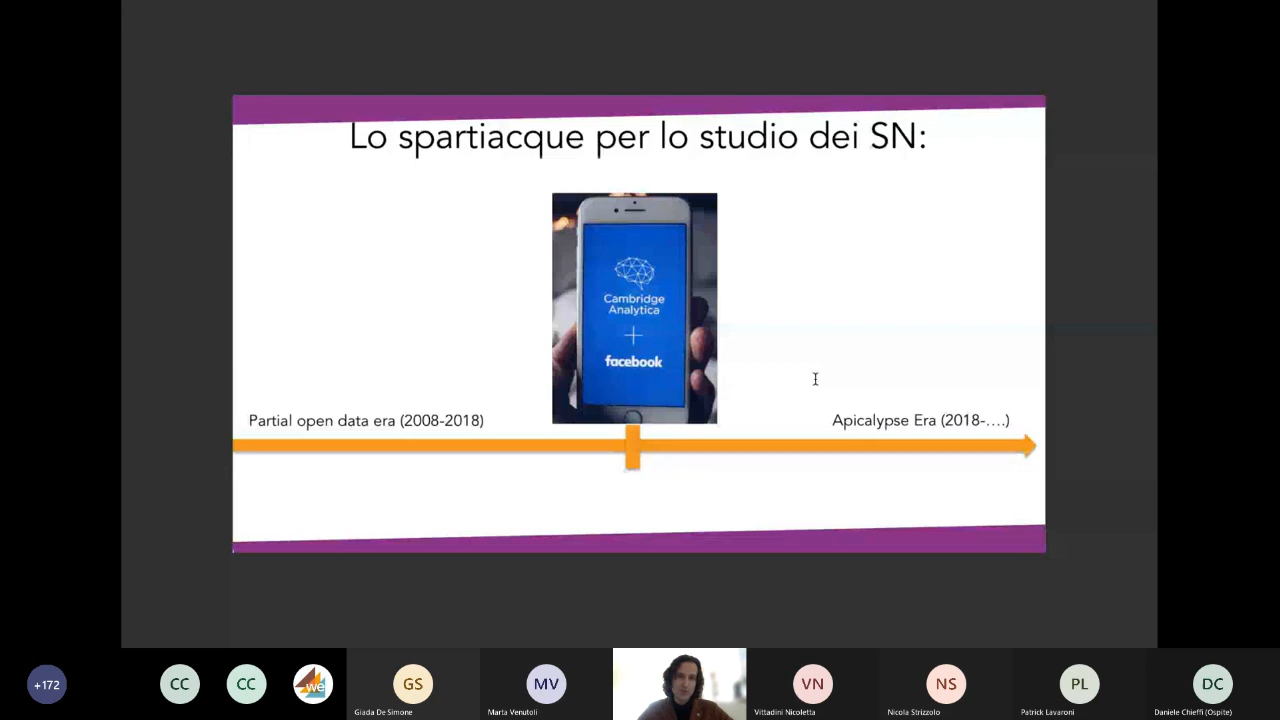 Lo spartiacque per lo studio dei SN:
Cambridge
Analytica
facebook
Partial open data era (2008-2018)
Apicalypse Era (2018-….)
+172
CC
CC
we
GS
MV
VN
NS
PL
DC
Giada De Simone
Marta Venutoli
Vittadini Nicoletta
Nicola Strizzolo
Patrick Lavaroni
Daniele Chieffi (Ospite)